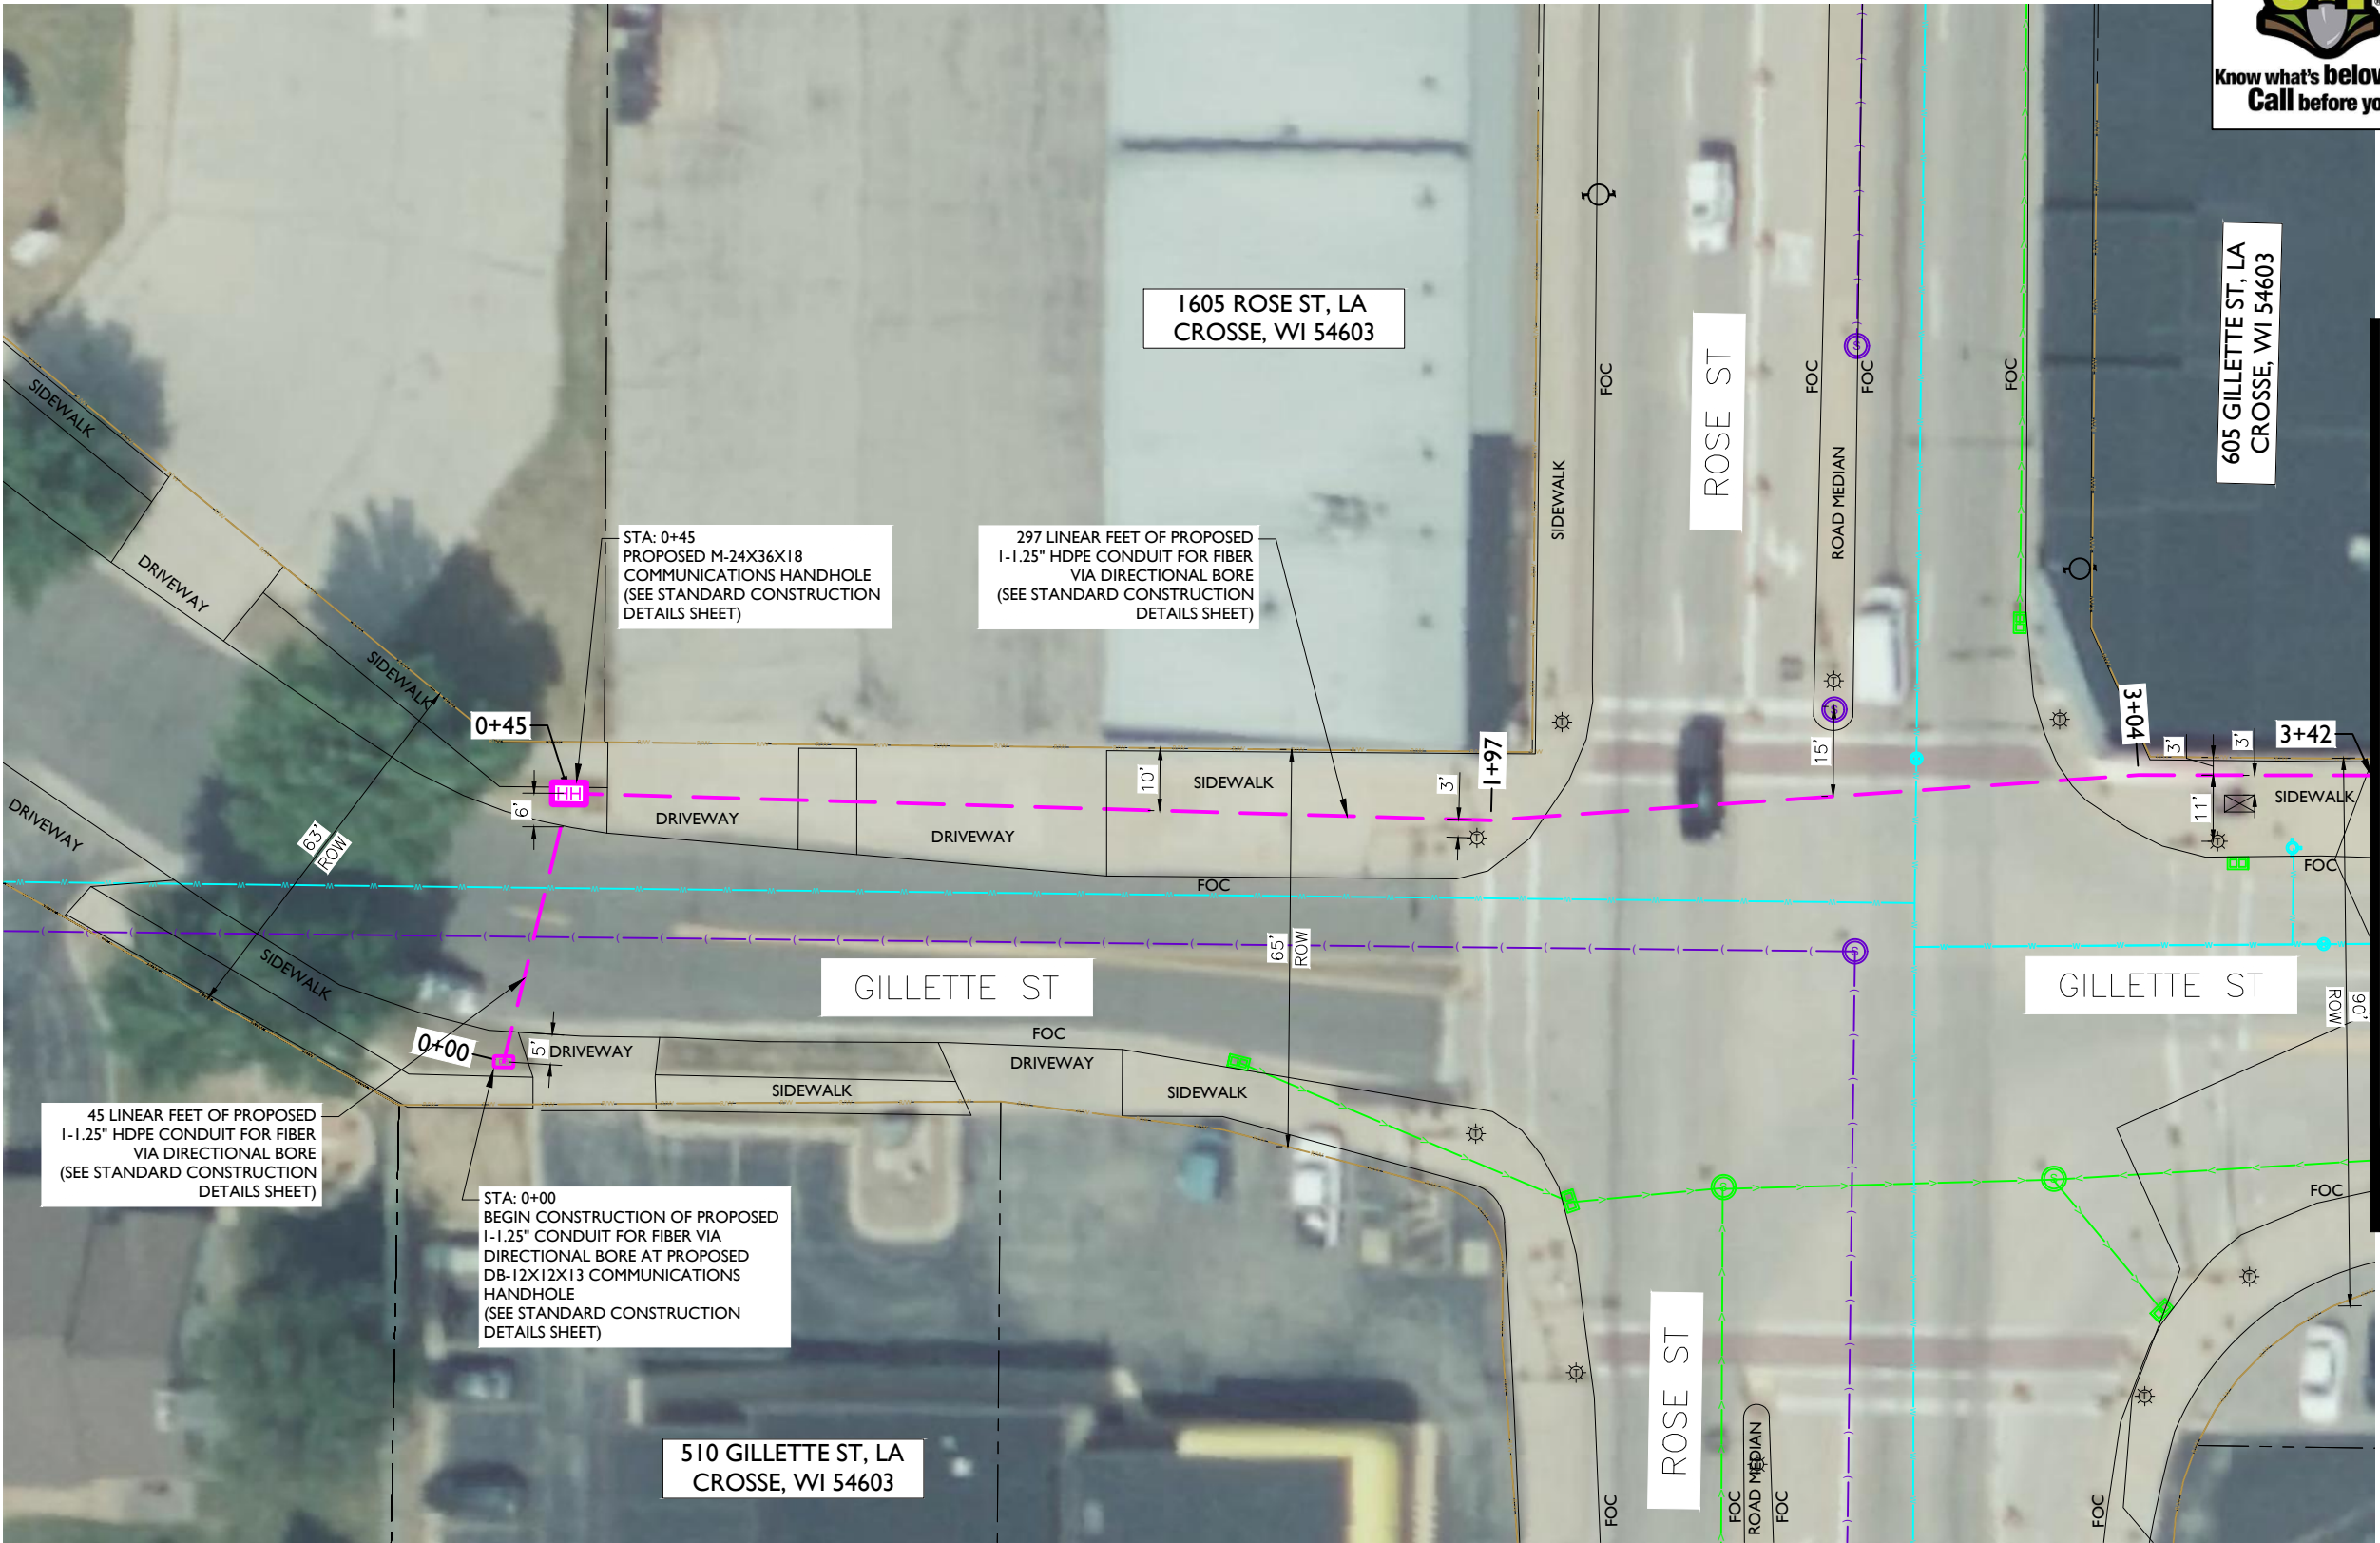 Know what's
Call before
1605 ROSE ST, LA
CROSSE, WI 54603
605 GILLETTE ST, LA
CROSSE, WI 54603
ROSE ST
FOC
FOC
FOC
FOC
ROAD MEDIAN
SIDEWALK
SIDEWALK
DRIVEWAY
SIDEWALK
STA: 0+45
PROPOSED M-24X36X18
COMMUNICATIONS HANDHOLE
(SEE STANDARD CONSTRUCTION
DETAILS SHEET)
297 LINEAR FEET OF PROPOSED
1-1.25" HDPE CONDUIT FOR FIBER
VIA DIRECTIONAL BORE
(SEE STANDARD CONSTRUCTION
DETAILS SHEET)
0+45
HH
6'
10'
SIDEWALK
3'
1+97
15'
3+04
3'
3'
3+42
11'
SIDEWALK
DRIVEWAY
DRIVEWAY
DRIVEWAY
63'
ROW
FOC
FOC
65'
ROW
GILLETTE ST
GILLETTE ST
90'
ROW
SIDEWALK
0+00
5'
DRIVEWAY
FOC
DRIVEWAY
SIDEWALK
SIDEWALK
45 LINEAR FEET OF PROPOSED
1-1.25" HDPE CONDUIT FOR FIBER
VIA DIRECTIONAL BORE
(SEE STANDARD CONSTRUCTION
DETAILS SHEET)
STA: 0+00
BEGIN CONSTRUCTION OF PROPOSED
1-1.25" CONDUIT FOR FIBER VIA
DIRECTIONAL BORE AT PROPOSED
DB-12X12X13 COMMUNICATIONS
HANDHOLE
(SEE STANDARD CONSTRUCTION
DETAILS SHEET)
FOC
ROSE ST
510 GILLETTE ST, LA
CROSSE, WI 54603
FOC
FOC
ROAD MEDIAN
FOC
FOC